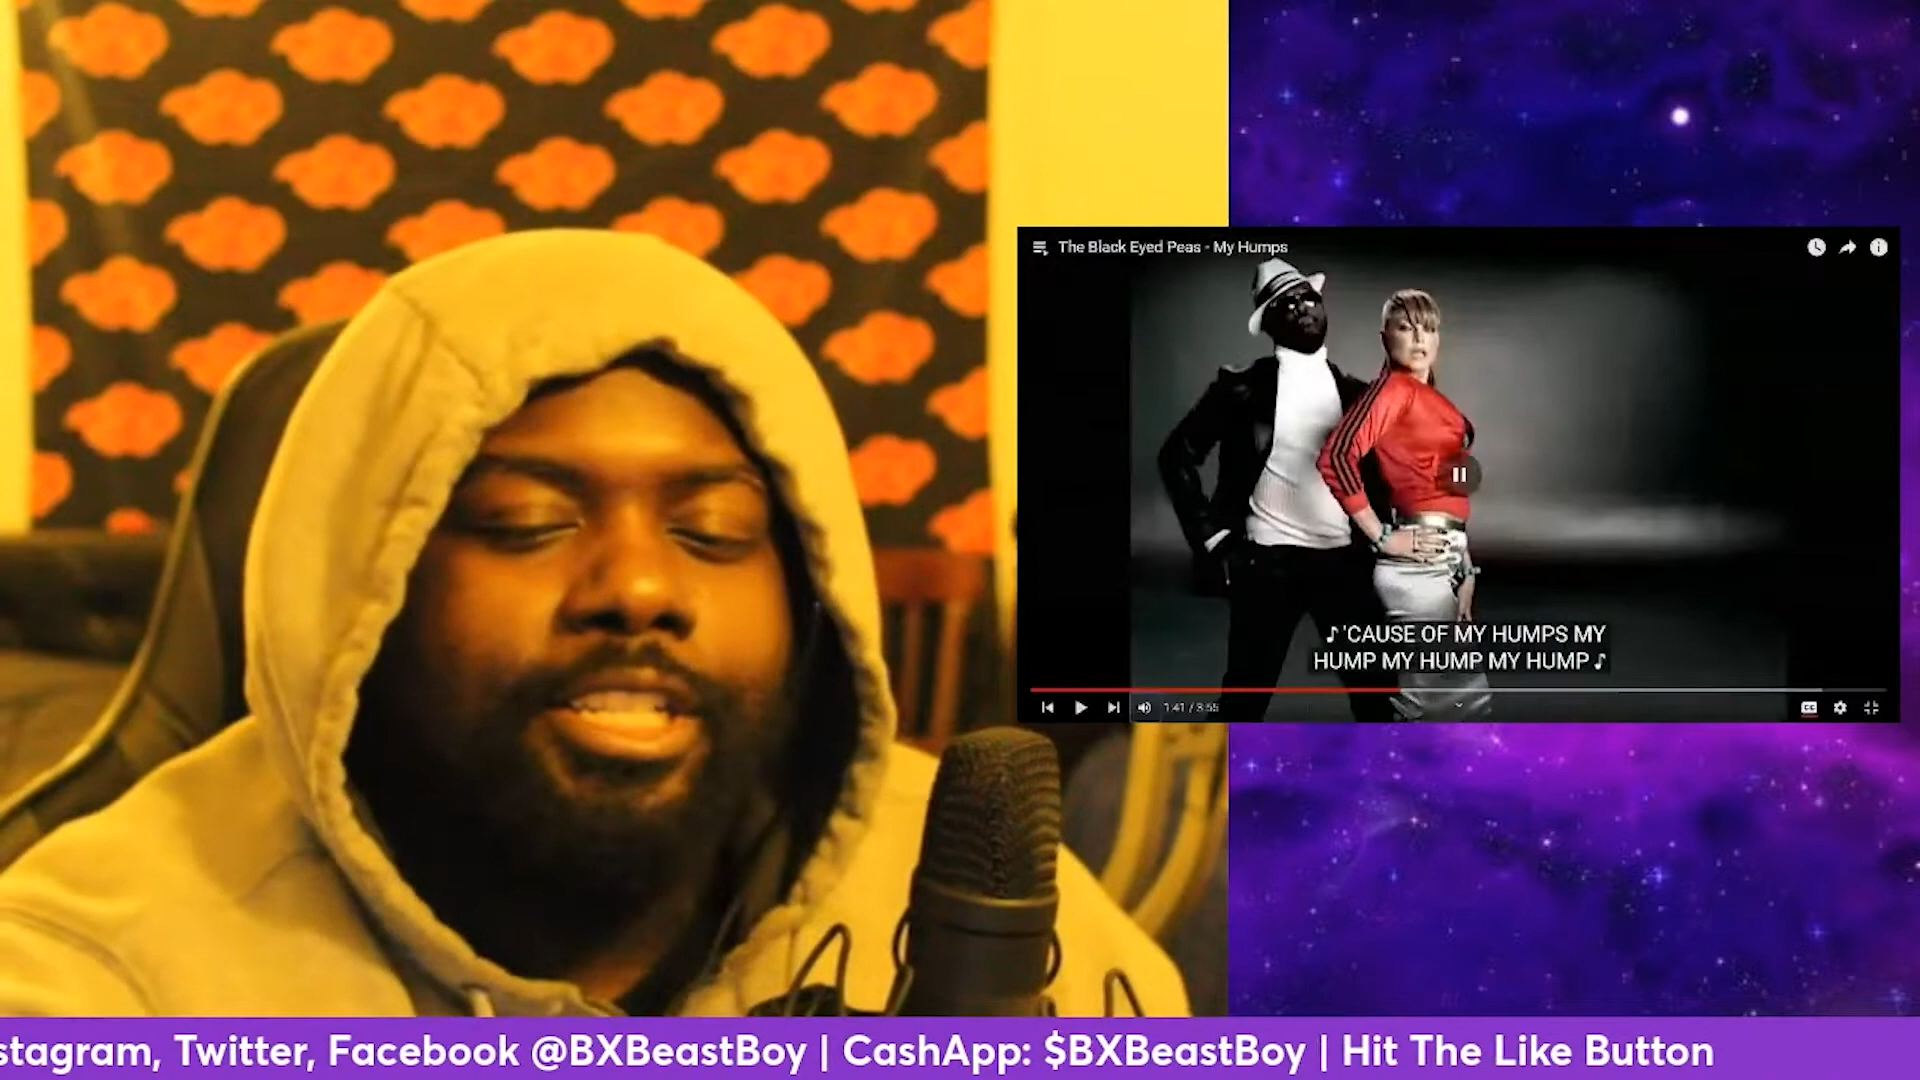 The Black Eyed Peas - My Humps
♪ 'CAUSE OF MY HUMPS MY
HUMP MY HUMP MY HUMP ♪
1:41 / 3:55
CC
stagram, Twitter, Facebook @BXBeastBoy | CashApp: $BXBeastBoy | Hit The Like Button